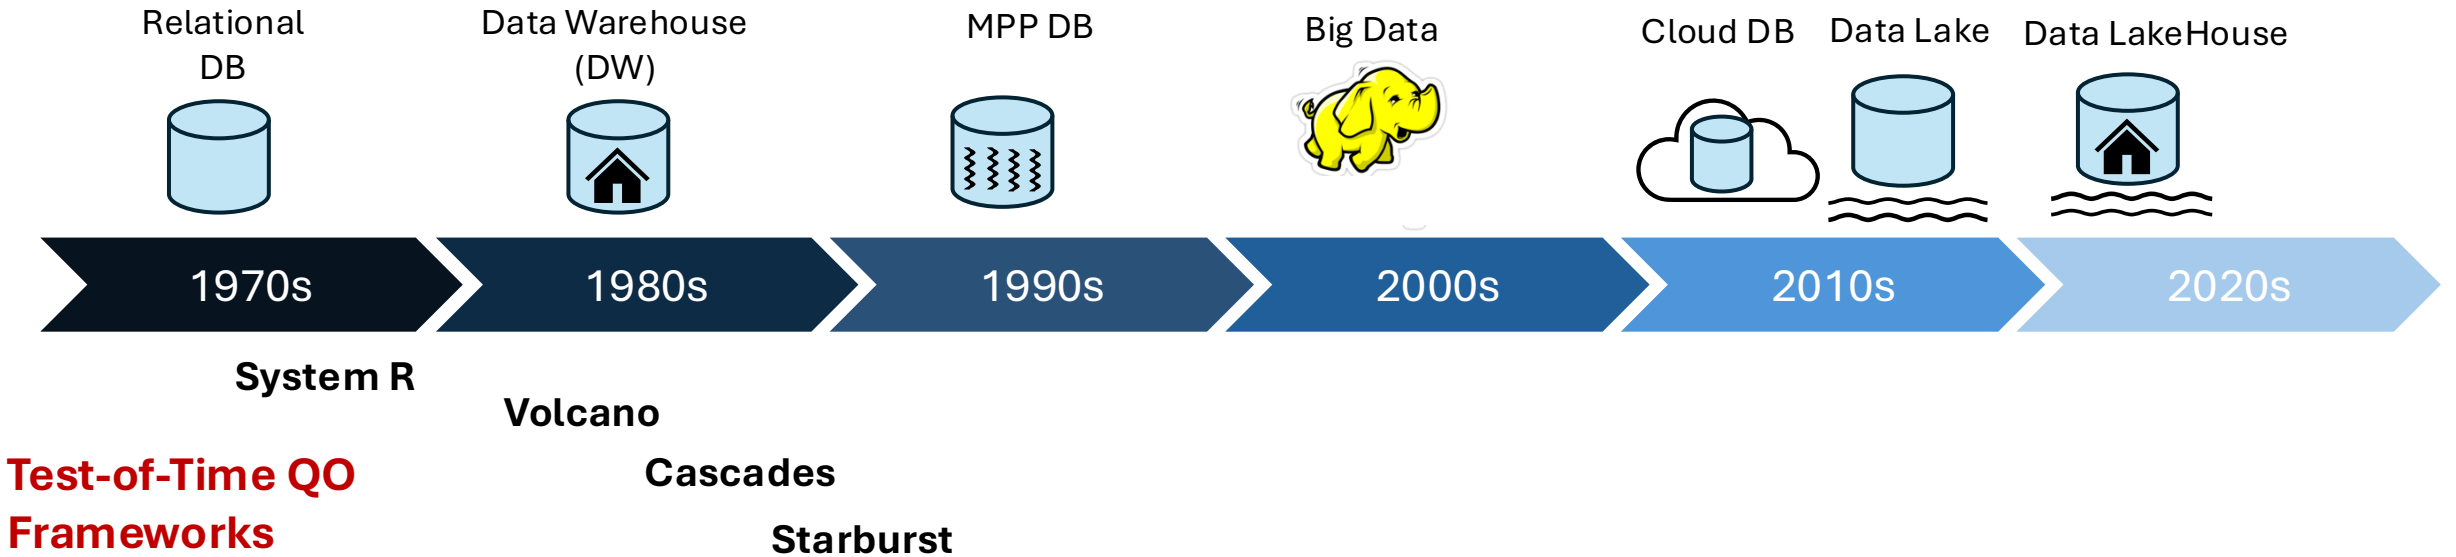 Relational
DB
Data Warehouse
(DW)
MPP DB
Big Data
Cloud DB
Data Lake
Data LakeHouse
1970s
1980s
1990s
2000s
2010s
2020s
System R
Volcano
Cascades
Starburst
Test-of-Time QO
Frameworks